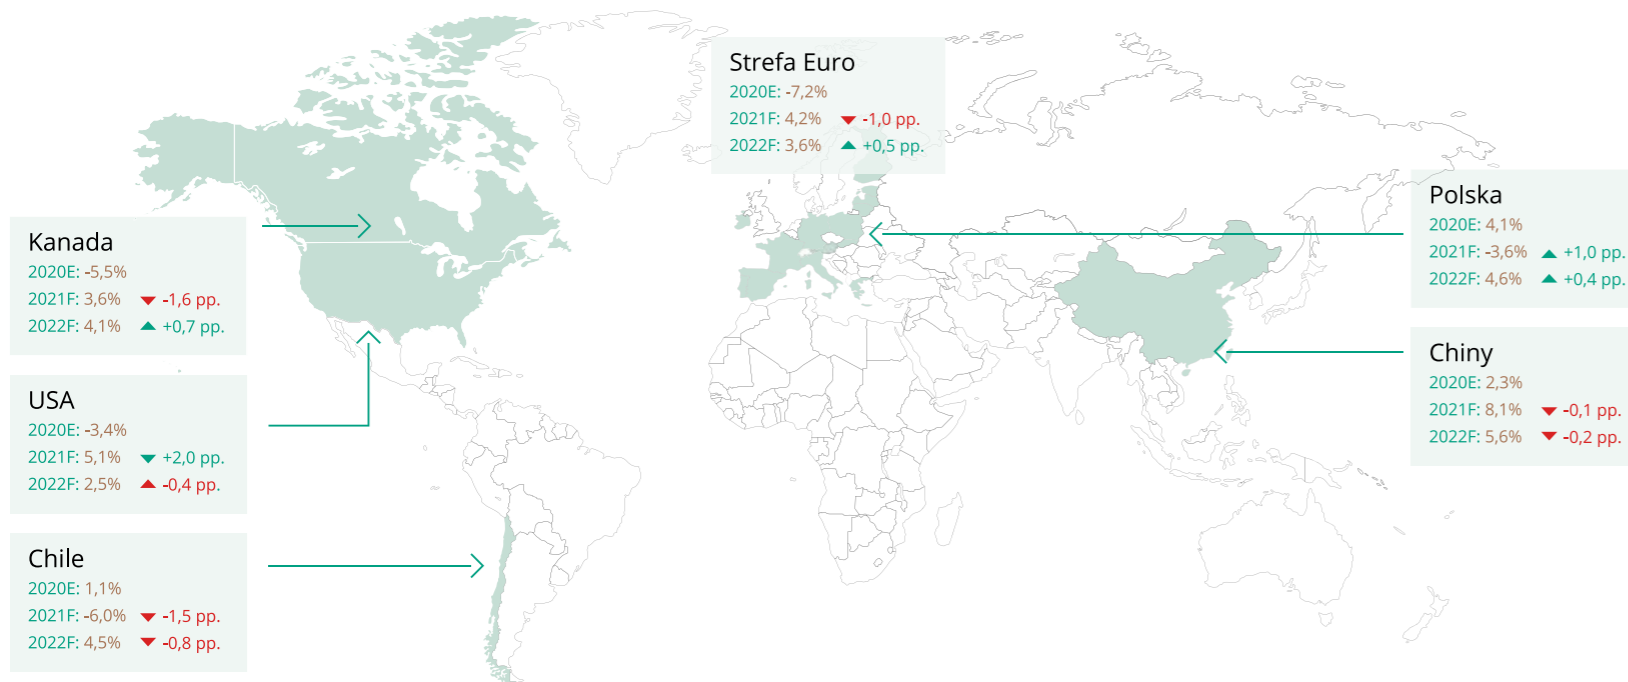 Strefa Euro
2020E: -7,2%
2021F: 4,2% ▼ -1,0 pp.
2022F: 3,6% ▲ +0,5 pp.
Kanada
2020E: -5,5%
2021F: 3,6% ▼ -1,6 pp.
2022F: 4,1% ▲ +0,7 pp.
USA
2020E: -3,4%
2021F: 5,1% ▼ +2,0 pp.
2022F: 2,5% ▲ -0,4 pp.
Chile
2020E: 1,1%
2021F: -6,0% ▼ -1,5 pp.
2022F: 4,5% ▼ -0,8 pp.
Polska
2020E: 4,1%
2021F: -3,6% ▲ +1,0 pp.
2022F: 4,6% ▲ +0,4 pp.
Chiny
2020E: 2,3%
2021F: 8,1% ▼ -0,1 pp.
2022F: 5,6% ▼ -0,2 pp.